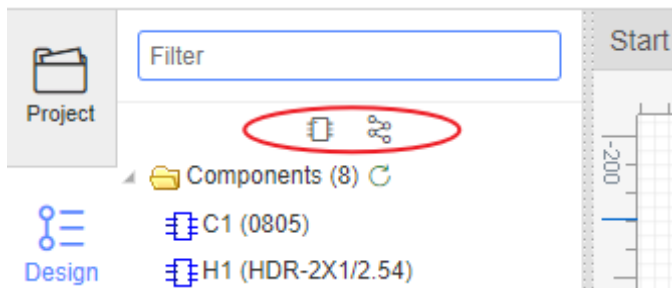 Filter
Start
Project
-200
Components (8)
C1 (0805)
H1 (HDR-2X1/2.54)
Design